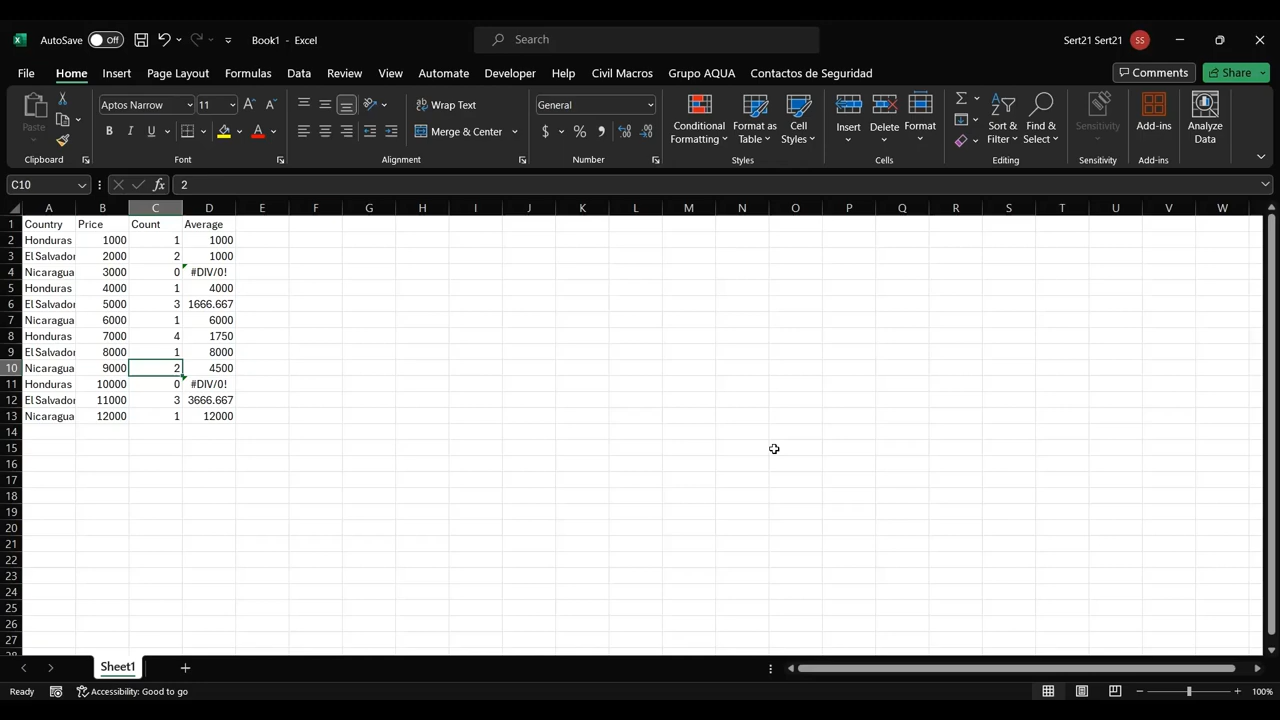 AutoSave Off Book1 - Excel Search Sert21 Sert21 SS
File Home Insert Page Layout Formulas Data Review View Automate Developer Help Civil Macros Grupo AQUA Contactos de Seguridad Comments Share
Paste
Clipboard
Aptos Narrow 11
B I U
Font
Wrap Text
Merge & Center
Alignment
General
$ % ,
Number
Conditional Formatting
Format as Table
Cell Styles
Styles
Insert
Delete
Format
Cells
Sort & Filter
Find & Select
Editing
Sensitivity
Sensitivity
Add-ins
Add-ins
Analyze Data
C10 fx 2
A B C D E F G H I J K L M N O P Q R S T U V W
1 Country Price Count Average
2 Honduras 1000 1 1000
3 El Salvador 2000 2 1000
4 Nicaragua 3000 0 #DIV/0!
5 Honduras 4000 1 4000
6 El Salvador 5000 3 1666.667
7 Nicaragua 6000 1 6000
8 Honduras 7000 4 1750
9 El Salvador 8000 1 8000
10 Nicaragua 9000 2 4500
11 Honduras 10000 0 #DIV/0!
12 El Salvador 11000 3 3666.667
13 Nicaragua 12000 1 12000
14
15
16
17
18
19
20
21
22
23
24
25
26
27
Sheet1
Ready Accessibility: Good to go 100%